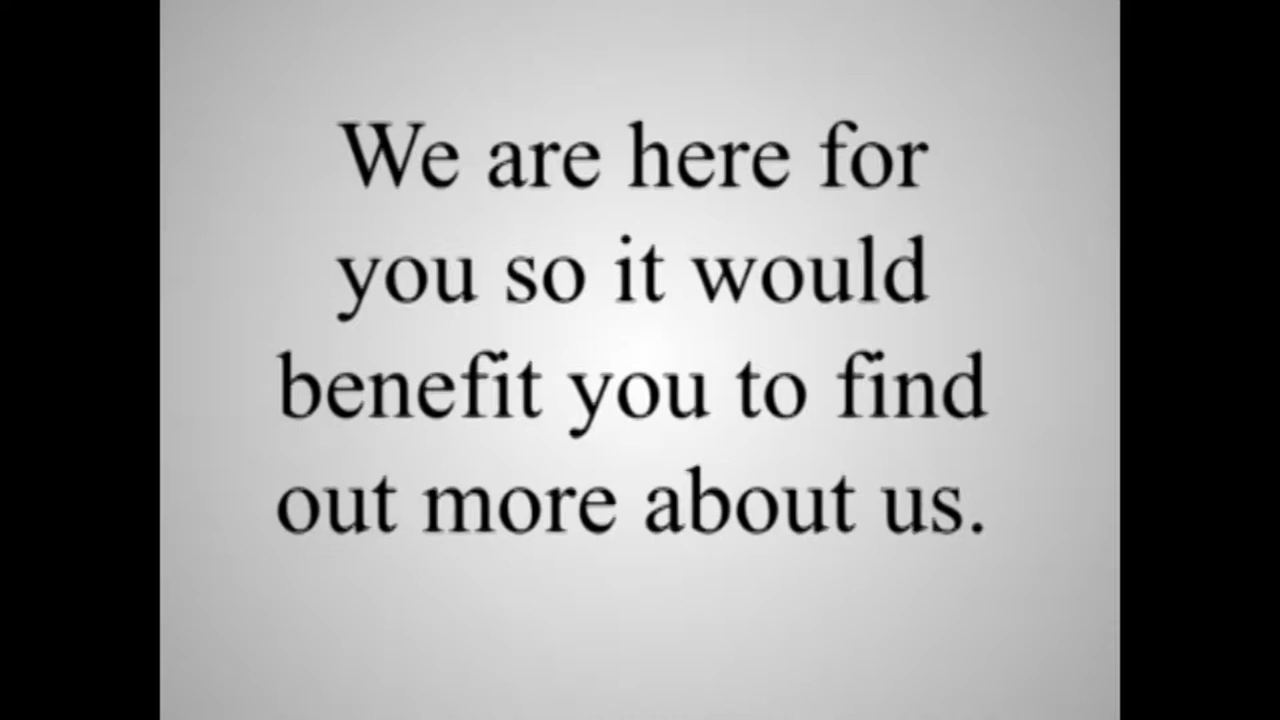 We are here for
you so it would
benefit you to find
out more about us.